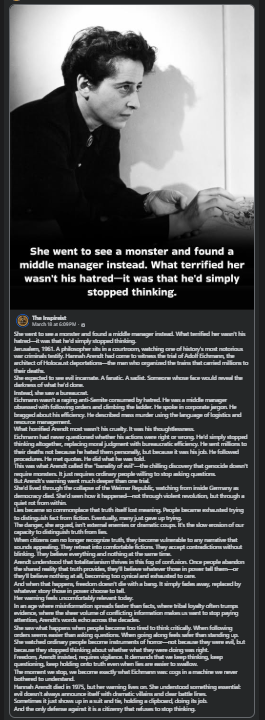 She went to see a monster and found a
middle manager instead. What terrified her
wasn't his hatred—it was that he'd simply
stopped thinking.
The Inspirist
March 18 at 6:09 PM
She went to see a monster and found a middle manager instead. What terrified her wasn't his
hatred—it was that he'd simply stopped thinking.
Jerusalem, 1961. A philosopher sits in a courtroom, watching one of history's most notorious
war criminals testify. Hannah Arendt had come to witness the trial of Adolf Eichmann, the
architect of Holocaust deportations—the man who organized the trains that carried millions to
their deaths.
She expected to see evil incarnate. A fanatic. A sadist. Someone whose face would reveal the
darkness of what he'd done.
Instead, she saw a bureaucrat.
Eichmann wasn't a raging anti-Semite consumed by hatred. He was a middle manager
obsessed with following orders and climbing the ladder. He spoke in corporate jargon. He
bragged about his efficiency. He described mass murder using the language of logistics and
resource management.
What horrified Arendt most wasn't his cruelty. It was his thoughtlessness.
Eichmann had never questioned whether his actions were right or wrong. He'd simply stopped
thinking altogether, replacing moral judgment with bureaucratic efficiency. He sent millions to
their deaths not because he hated them personally, but because it was his job. He followed
procedures. He met quotas. He did what he was told.
This was what Arendt called the "banality of evil"—the chilling discovery that genocide doesn't
require monsters. It just requires ordinary people willing to stop asking questions.
But Arendt's warning went much deeper than one trial.
She'd lived through the collapse of the Weimar Republic, watching from inside Germany as
democracy died. She'd seen how it happened—not through violent revolution, but through a
quiet rot from within.
Lies became so commonplace that truth itself lost meaning. People became exhausted trying
to distinguish fact from fiction. Eventually, many just gave up trying.
The danger, she argued, isn't external enemies or dramatic coups. It's the slow erosion of our
capacity to distinguish truth from lies.
When citizens can no longer recognize truth, they become vulnerable to any narrative that
sounds appealing. They retreat into comfortable fictions. They accept contradictions without
blinking. They believe everything and nothing at the same time.
Arendt understood that totalitarianism thrives in this fog of confusion. Once people abandon
the shared reality that truth provides, they'll believe whatever those in power tell them—or
they'll believe nothing at all, becoming too cynical and exhausted to care.
And when that happens, freedom doesn't die with a bang. It simply fades away, replaced by
whatever story those in power choose to tell.
Her warning feels uncomfortably relevant today.
In an age where misinformation spreads faster than facts, where tribal loyalty often trumps
evidence, where the sheer volume of conflicting information makes us want to stop paying
attention, Arendt's words echo across the decades.
She saw what happens when people become too tired to think critically. When following
orders seems easier than asking questions. When going along feels safer than standing up.
She watched ordinary people become instruments of horror—not because they were evil, but
because they stopped thinking about whether what they were doing was right.
Freedom, Arendt insisted, requires vigilance. It demands that we keep thinking, keep
questioning, keep holding onto truth even when lies are easier to swallow.
The moment we stop, we become exactly what Eichmann was: cogs in a machine we never
bothered to understand.
Hannah Arendt died in 1975, but her warning lives on. She understood something essential:
evil doesn't always announce itself with dramatic villains and clear battle lines.
Sometimes it just shows up in a suit and tie, holding a clipboard, doing its job.
And the only defense against it is a citizenry that refuses to stop thinking.